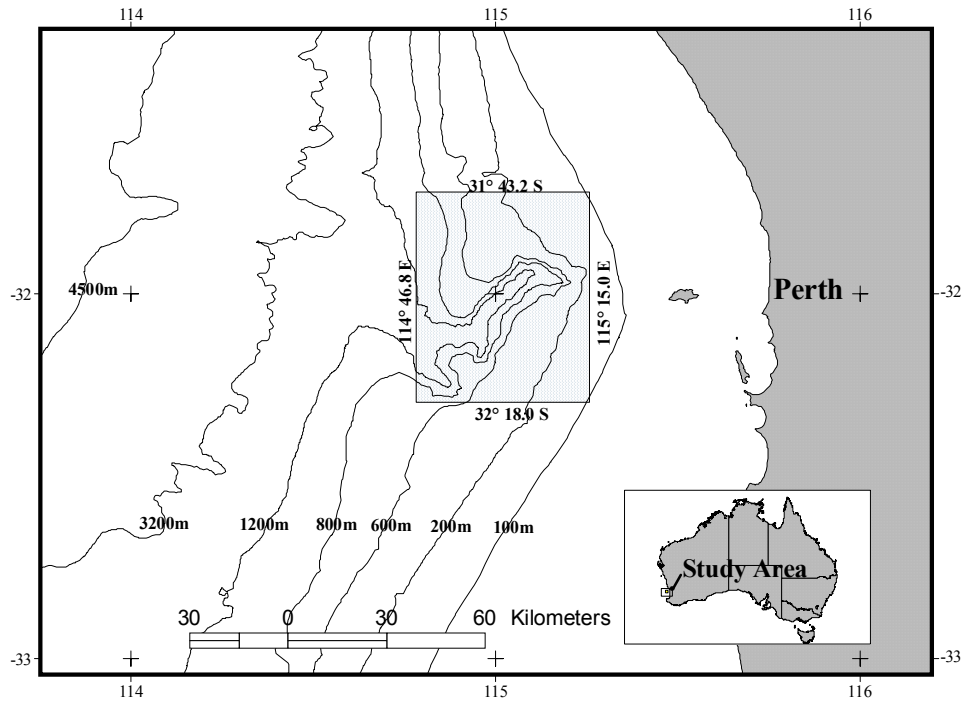 114 115 116
31° 43.2 S
114° 46.8 E
115° 15.0 E
4500m
-32
Perth
-32
32° 18.0 S
3200m 1200m 800m 600m 200m 100m
Study Area
30 0 30 60 Kilometers
-33 -33
114 115 116